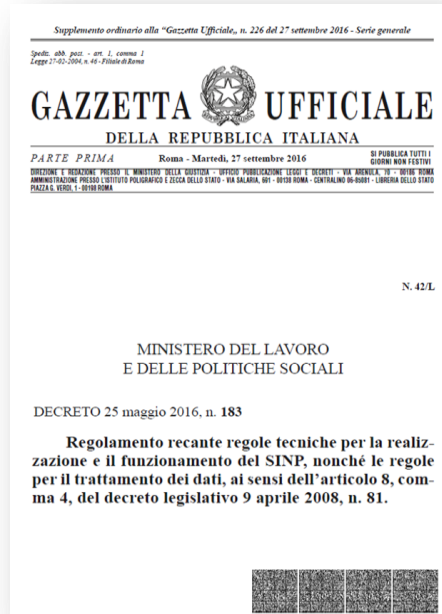 Supplemento ordinario alla "Gazzetta Ufficiale„ n. 226 del 27 settembre 2016 - Serie generale
Spediz. abb. post. - art. 1, comma 1
Legge 27-02-2004, n. 46 - Filiale di Roma
GAZZETTA UFFICIALE
DELLA REPUBBLICA ITALIANA
PARTE PRIMA Roma - Martedì, 27 settembre 2016 SI PUBBLICA TUTTI I
GIORNI NON FESTIVI
DIREZIONE E REDAZIONE PRESSO IL MINISTERO DELLA GIUSTIZIA - UFFICIO PUBBLICAZIONE LEGGI E DECRETI - VIA ARENULA, 70 - 00186 ROMA
AMMINISTRAZIONE PRESSO L'ISTITUTO POLIGRAFICO E ZECCA DELLO STATO - VIA SALARIA, 691 - 00138 ROMA - CENTRALINO 06-85081 - LIBRERIA DELLO STATO
PIAZZA G. VERDI, 1 - 00198 ROMA
N. 42/L
MINISTERO DEL LAVORO
E DELLE POLITICHE SOCIALI
DECRETO 25 maggio 2016, n. 183
Regolamento recante regole tecniche per la realiz-
zazione e il funzionamento del SINP, nonché le regole
per il trattamento dei dati, ai sensi dell'articolo 8, com-
ma 4, del decreto legislativo 9 aprile 2008, n. 81.